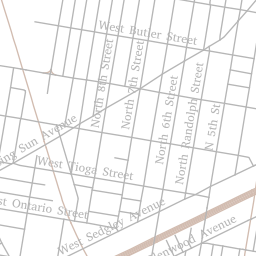 West Butler Street
North 8th Street
North 7th Street
North 6th Street
North Randolph Street
N 5th St
Sun Avenue
West Tioga Street
Ontario Street
West Sedgley Avenue
Avenue